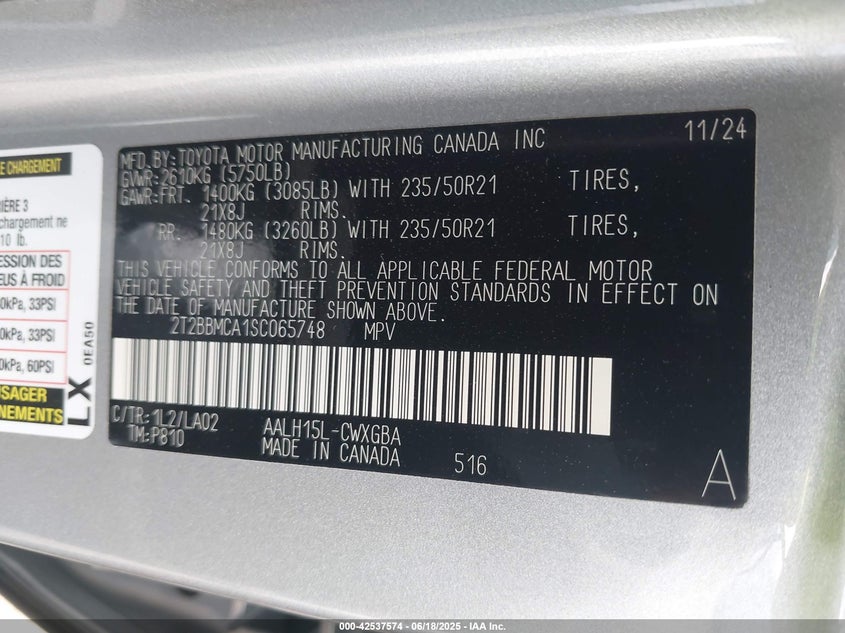 E CHARGEMENT
RIÈRE 3
chargement ne
10 lb.
ESSION DES
EUS À FROID
0kPa, 33PSI
0kPa, 33PSI
0kPa, 60PSI
USAGER
NEMENTS
LX
0EA50
MFD.BY:TOYOTA MOTOR MANUFACTURING CANADA INC 11/24
GVWR:2610KG (5750LB)
GAWR:FRT. 1400KG (3085LB) WITH 235/50R21 TIRES,
21X8J RIMS.
RR. 1480KG (3260LB) WITH 235/50R21 TIRES,
21X8J RIMS.
THIS VEHICLE CONFORMS TO ALL APPLICABLE FEDERAL MOTOR
VEHICLE SAFETY AND THEFT PREVENTION STANDARDS IN EFFECT ON
THE DATE OF MANUFACTURE SHOWN ABOVE.
2T2BBMCA1SC065748 MPV
C/TR:1L2/LA02 AALH15L-CWXGBA
TM:P810 MADE IN CANADA 516
A
000-42537574 - 06/18/2025 - IAA Inc.